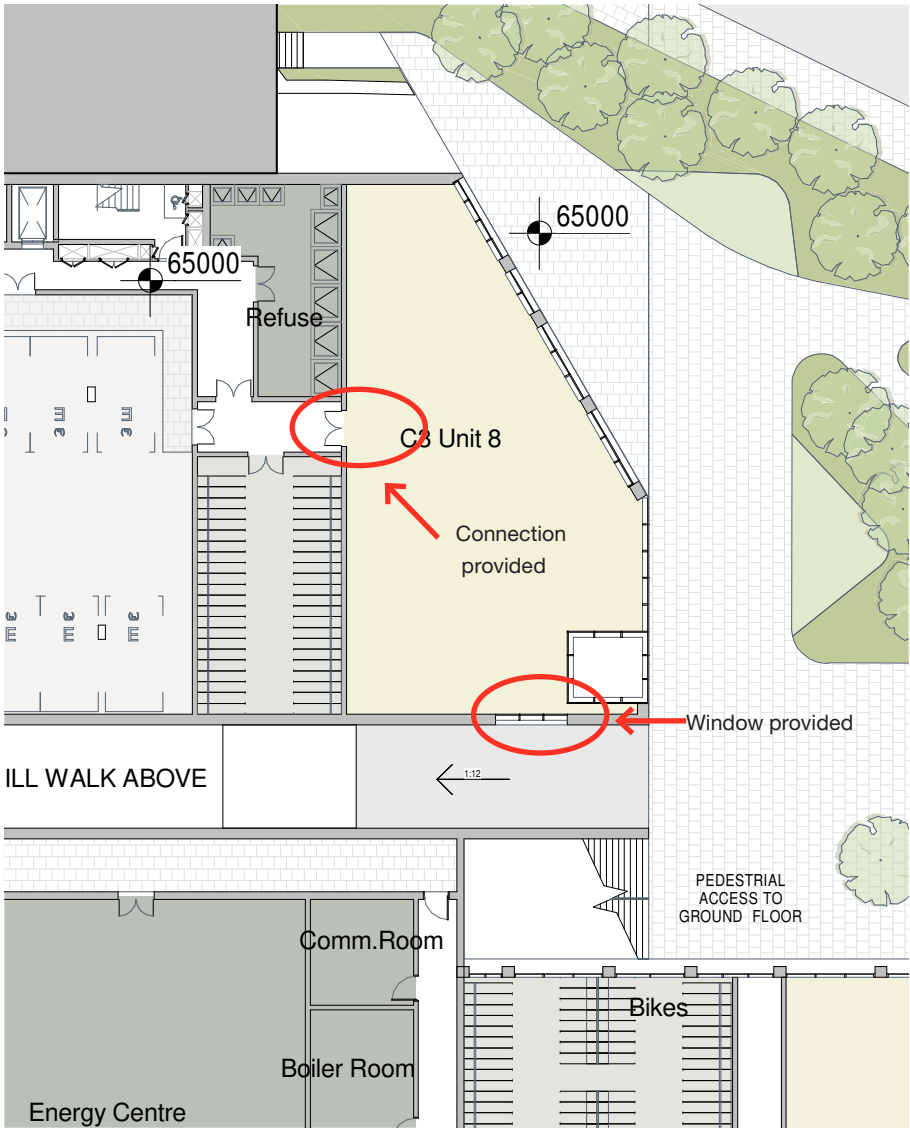 65000
65000
Refuse
C3 Unit 8
Connection
provided
Window provided
ILL WALK ABOVE
1:12
PEDESTRIAL
ACCESS TO
GROUND FLOOR
Comm.Room
Bikes
Boiler Room
Energy Centre